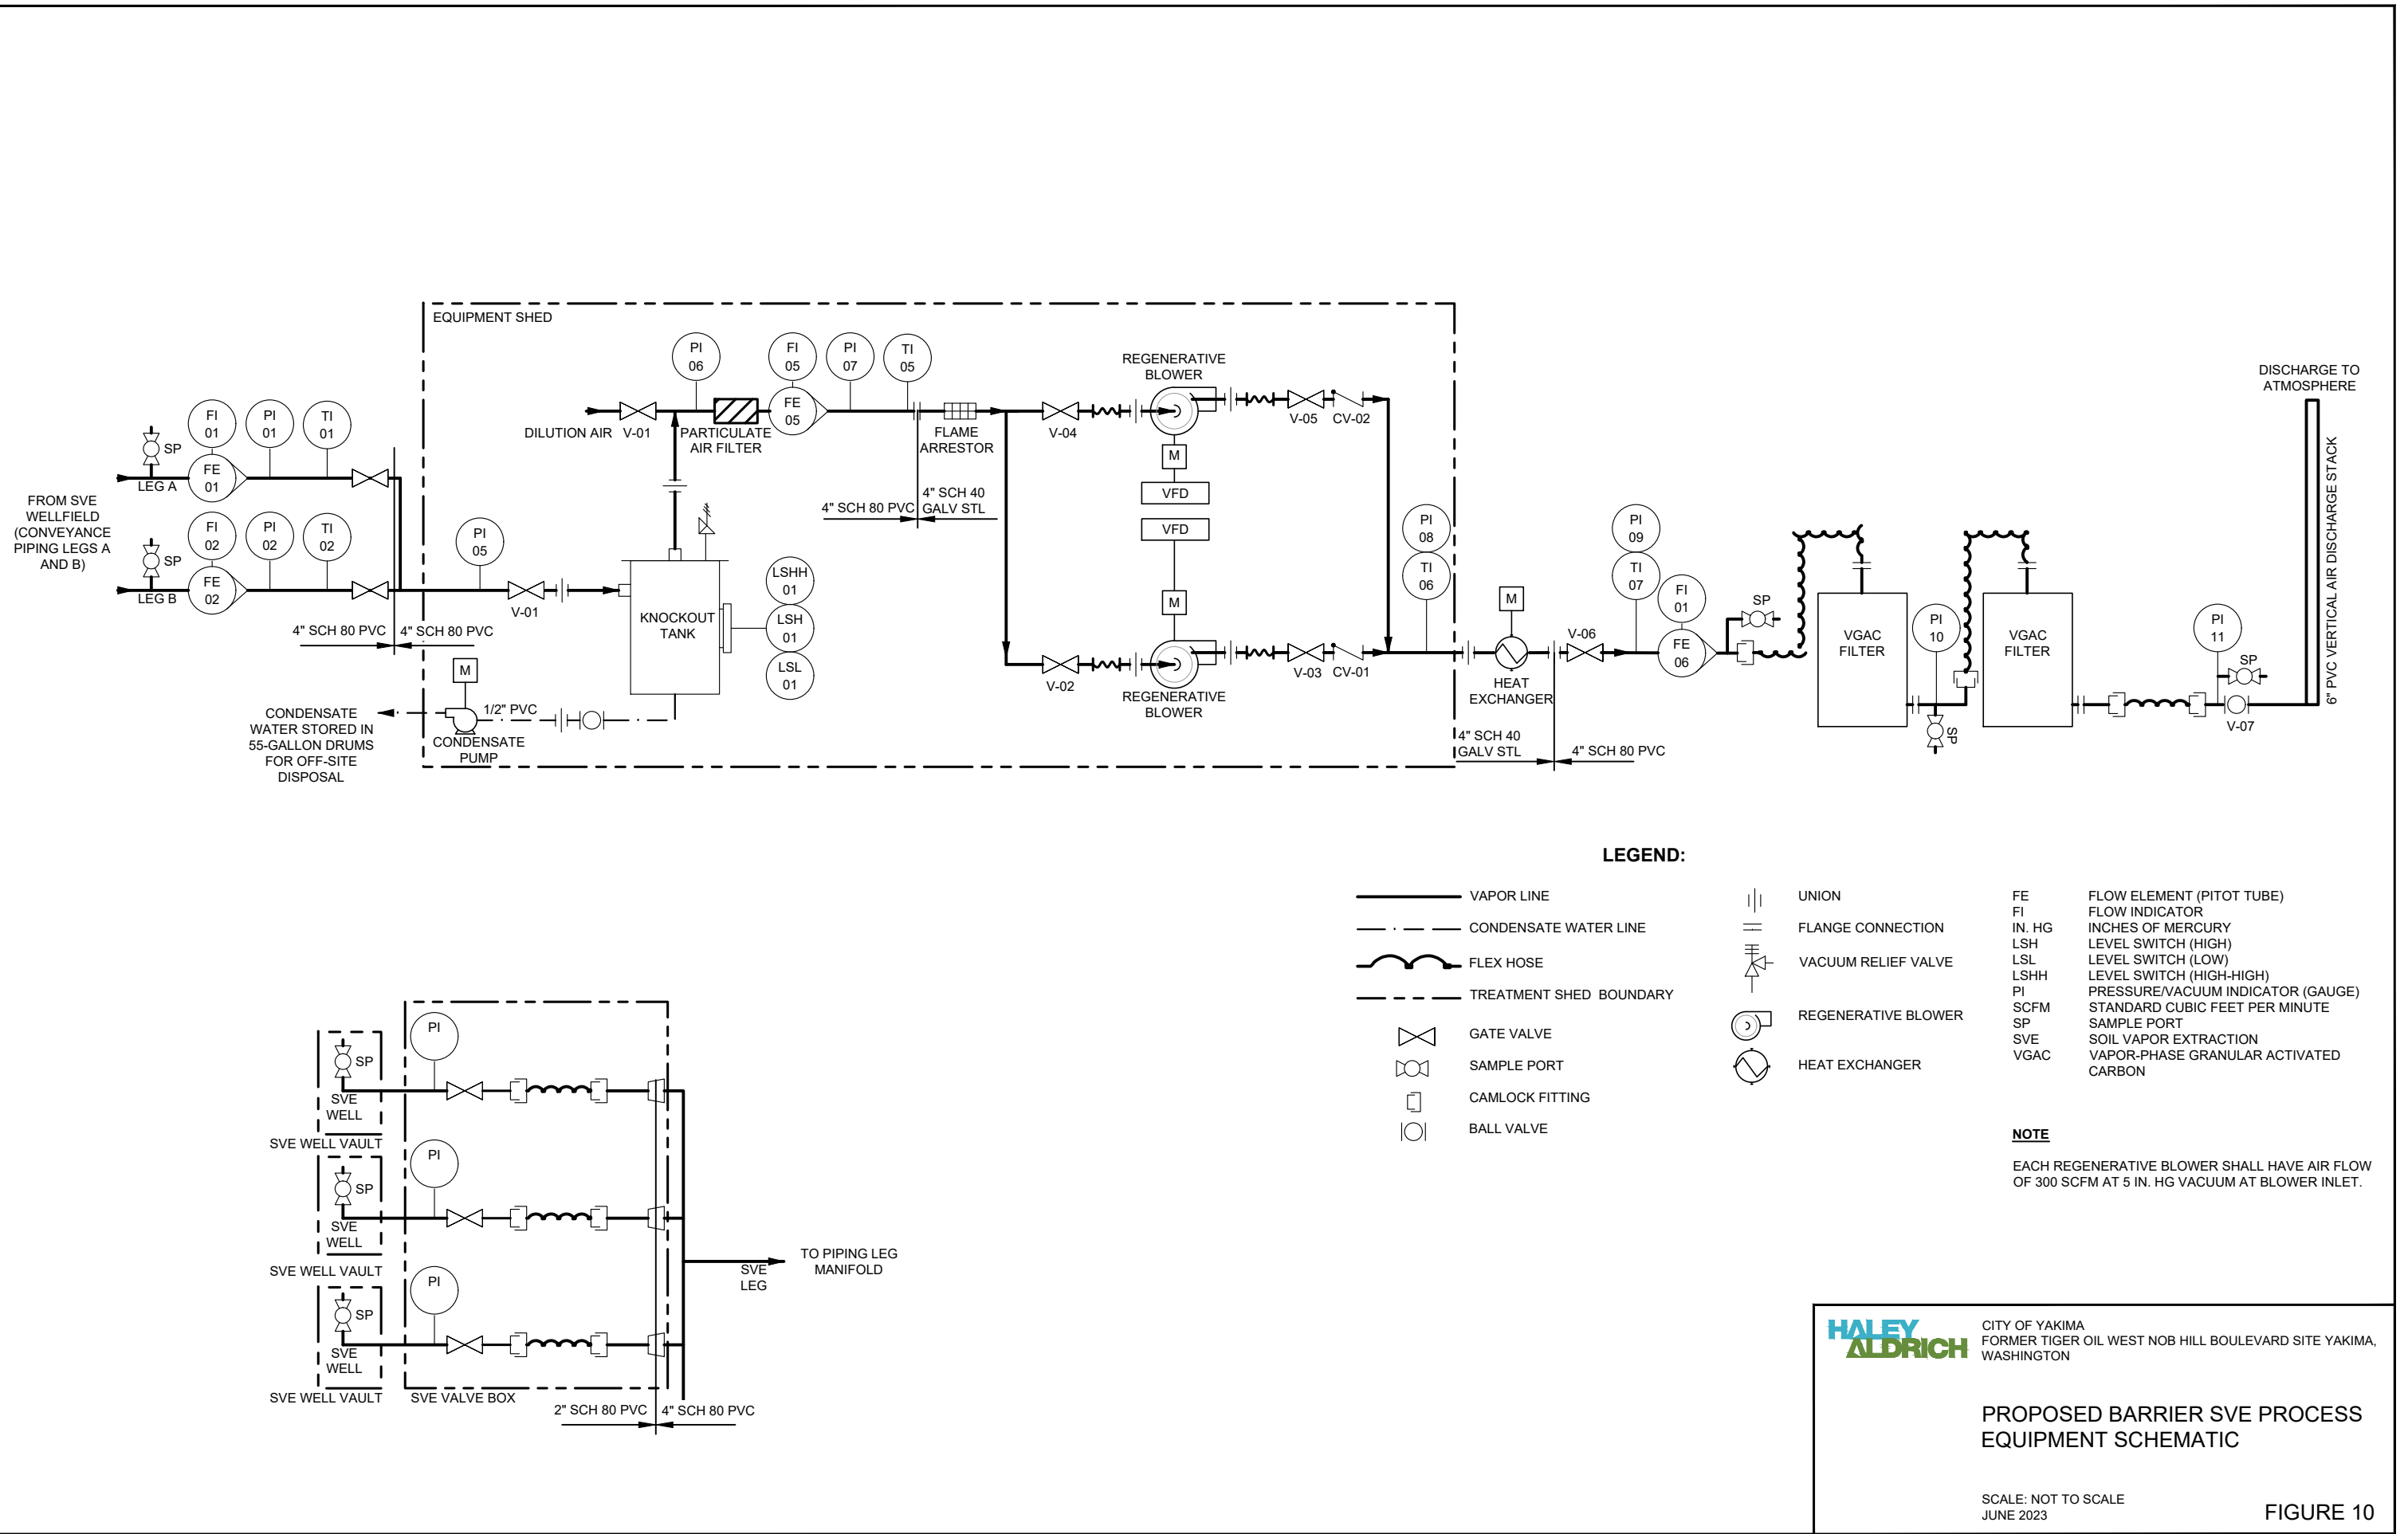 EQUIPMENT SHED
FROM SVE
WELLFIELD
(CONVEYANCE
PIPING LEGS A
AND B)
SP
LEG A
FI
01
FE
01
PI
01
TI
01
SP
LEG B
FI
02
FE
02
PI
02
TI
02
4" SCH 80 PVC
4" SCH 80 PVC
PI
05
V-01
DILUTION AIR
V-01
PI
06
PARTICULATE
AIR FILTER
FI
05
FE
05
PI
07
TI
05
FLAME
ARRESTOR
4" SCH 80 PVC
4" SCH 40
GALV STL
KNOCKOUT
TANK
LSHH
01
LSH
01
LSL
01
M
1/2" PVC
CONDENSATE
PUMP
CONDENSATE
WATER STORED IN
55-GALLON DRUMS
FOR OFF-SITE
DISPOSAL
V-04
REGENERATIVE
BLOWER
M
VFD
VFD
M
REGENERATIVE
BLOWER
V-02
V-05
CV-02
V-03
CV-01
PI
08
TI
06
M
HEAT
EXCHANGER
4" SCH 40
GALV STL
4" SCH 80 PVC
V-06
PI
09
TI
07
FI
01
FE
06
SP
VGAC
FILTER
PI
10
SP
VGAC
FILTER
PI
11
SP
V-07
DISCHARGE TO
ATMOSPHERE
6" PVC VERTICAL AIR DISCHARGE STACK
LEGEND:
VAPOR LINE
CONDENSATE WATER LINE
FLEX HOSE
TREATMENT SHED BOUNDARY
GATE VALVE
SAMPLE PORT
CAMLOCK FITTING
BALL VALVE
UNION
FLANGE CONNECTION
VACUUM RELIEF VALVE
REGENERATIVE BLOWER
HEAT EXCHANGER
FE FLOW ELEMENT (PITOT TUBE)
FI FLOW INDICATOR
IN. HG INCHES OF MERCURY
LSH LEVEL SWITCH (HIGH)
LSL LEVEL SWITCH (LOW)
LSHH LEVEL SWITCH (HIGH-HIGH)
PI PRESSURE/VACUUM INDICATOR (GAUGE)
SCFM STANDARD CUBIC FEET PER MINUTE
SP SAMPLE PORT
SVE SOIL VAPOR EXTRACTION
VGAC VAPOR-PHASE GRANULAR ACTIVATED
CARBON
NOTE
EACH REGENERATIVE BLOWER SHALL HAVE AIR FLOW
OF 300 SCFM AT 5 IN. HG VACUUM AT BLOWER INLET.
SP
SVE
WELL
SVE WELL VAULT
PI
SP
SVE
WELL
SVE WELL VAULT
PI
SP
SVE
WELL
SVE WELL VAULT
PI
SVE VALVE BOX
2" SCH 80 PVC
4" SCH 80 PVC
SVE
LEG
TO PIPING LEG
MANIFOLD
HALEY
ALDRICH
CITY OF YAKIMA
FORMER TIGER OIL WEST NOB HILL BOULEVARD SITE YAKIMA,
WASHINGTON
PROPOSED BARRIER SVE PROCESS
EQUIPMENT SCHEMATIC
SCALE: NOT TO SCALE
JUNE 2023
FIGURE 10